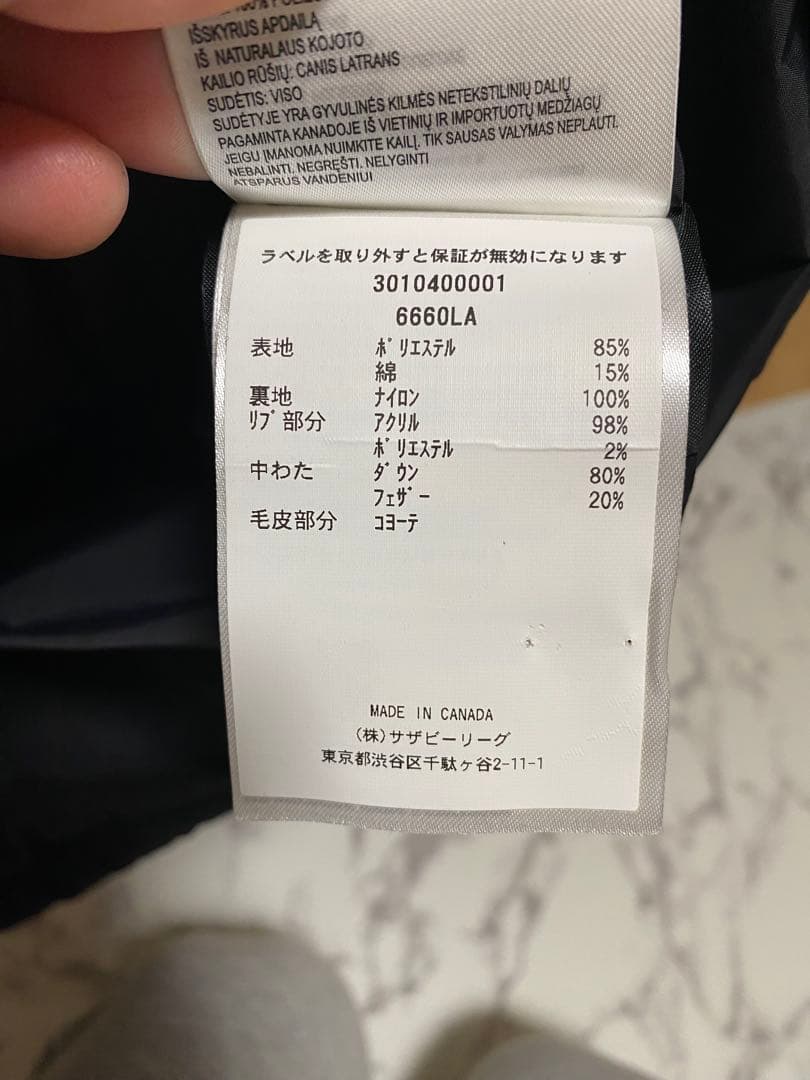 IŠSKYRUS APDAILĄ
IŠ NATURALAUS KOJOTO
KAILIO RŪŠIŲ: CANIS LATRANS
SUDĖTIS: VISO
SUDĖTYJE YRA GYVULINĖS KILMĖS NETEKSTILINIŲ DALIŲ
PAGAMINTA KANADOJE IŠ VIETINIŲ IR IMPORTUOTŲ MEDŽIAGŲ
JEIGU ĮMANOMA NUIMKITE KAILĮ. TIK SAUSAS VALYMAS NEPLAUTI.
NEBALINTI. NEGRĘŠTI. NELYGINTI
ATSPARUS VANDENIUI
ラベルを取り外すと保証が無効になります
3010400001
6660LA
表地 ﾎﾟﾘｴｽﾃﾙ 85%
綿 15%
裏地 ﾅｲﾛﾝ 100%
ﾘﾌﾞ部分 ｱｸﾘﾙ 98%
ﾎﾟﾘｴｽﾃﾙ 2%
中わた ﾀﾞｳﾝ 80%
ﾌｪｻﾞｰ 20%
毛皮部分 ｺﾖｰﾃ
MADE IN CANADA
(株)サザビーリーグ
東京都渋谷区千駄ヶ谷2-11-1